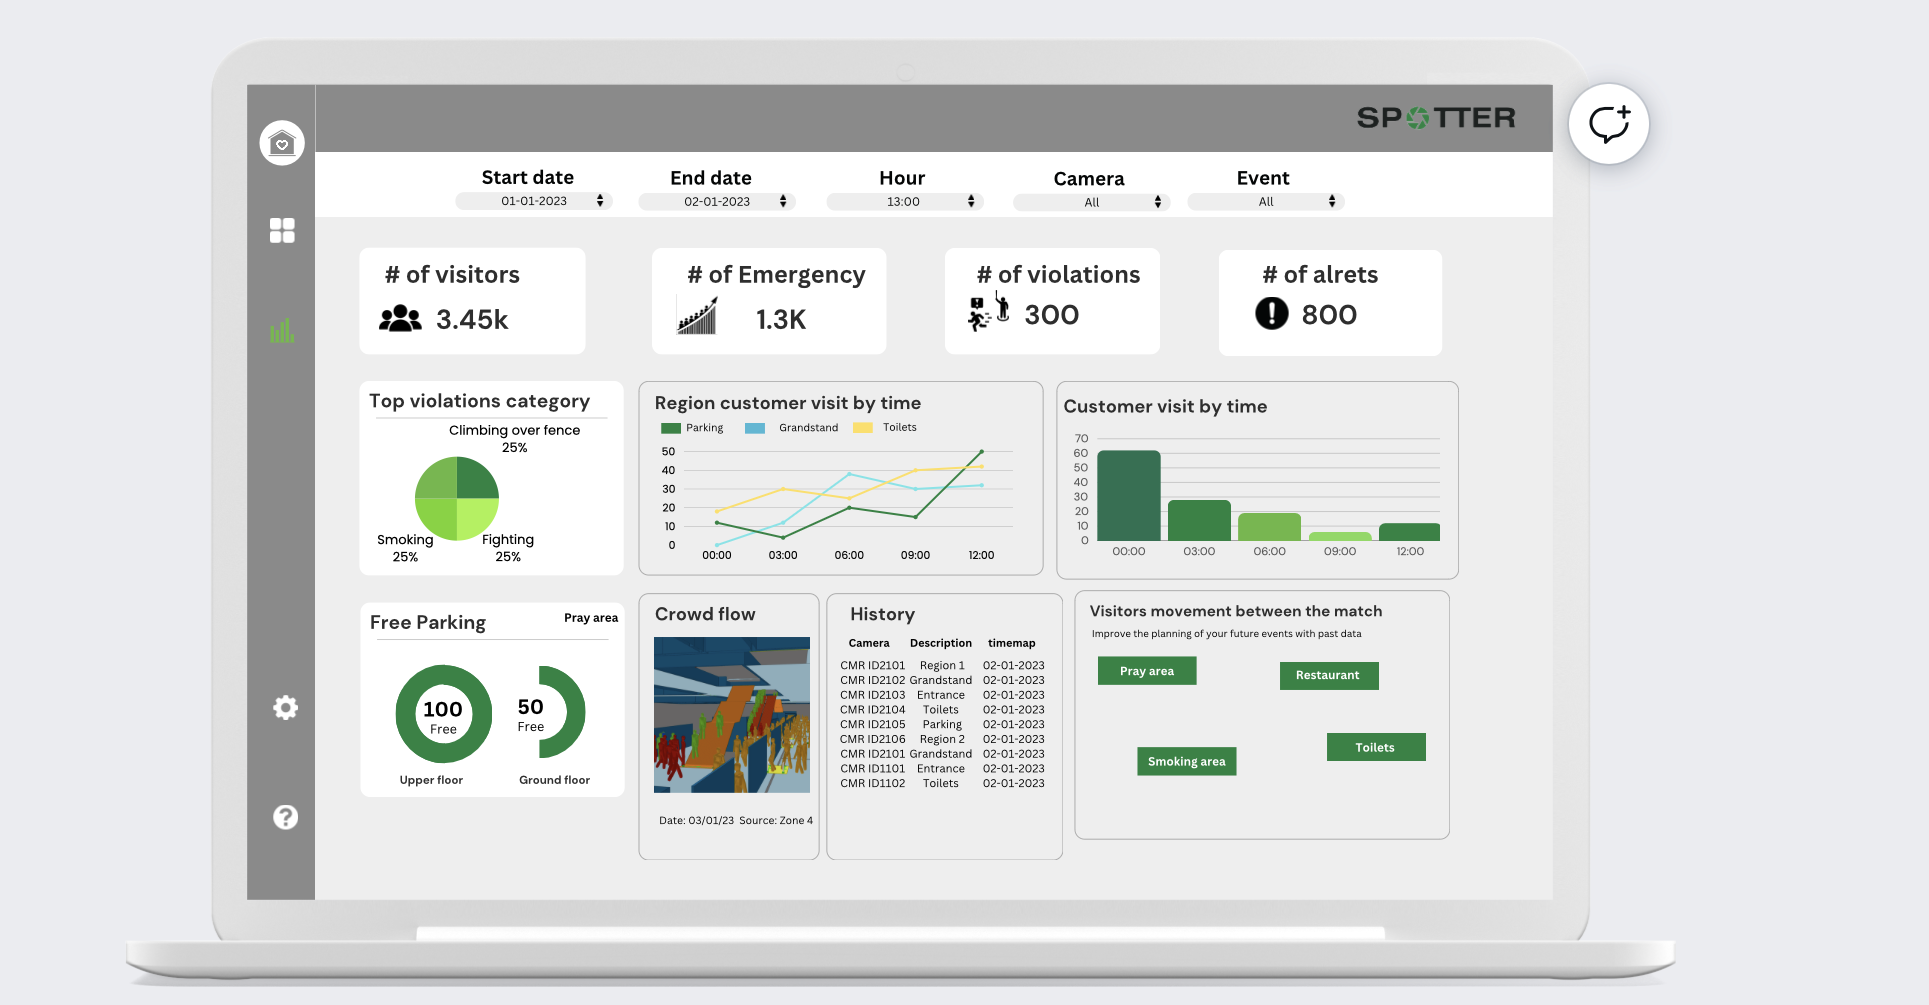 SPOTTER
Start date End date Hour Camera Event
01-01-2023 02-01-2023 13:00 All All
# of visitors
3.45k
# of Emergency
1.3K
# of violations
300
# of alrets
800
Top violations category
Climbing over fence
25%
Smoking
25%
Fighting
25%
Region customer visit by time
Parking Grandstand Toilets
50
40
30
20
10
0
00:00 03:00 06:00 09:00 12:00
Customer visit by time
70
60
50
40
30
20
10
0
00:00 03:00 06:00 09:00 12:00
Free Parking
Pray area
100
Free
Upper floor
50
Free
Ground floor
Crowd flow
Date: 03/01/23 Source: Zone 4
History
Camera Description timemap
CMR ID2101 Region 1 02-01-2023
CMR ID2102 Grandstand 02-01-2023
CMR ID2103 Entrance 02-01-2023
CMR ID2104 Toilets 02-01-2023
CMR ID2105 Parking 02-01-2023
CMR ID2106 Region 2 02-01-2023
CMR ID2101 Grandstand 02-01-2023
CMR ID1101 Entrance 02-01-2023
CMR ID1102 Toilets 02-01-2023
Visitors movement between the match
Improve the planning of your future events with past data
Pray area
Restaurant
Toilets
Smoking area